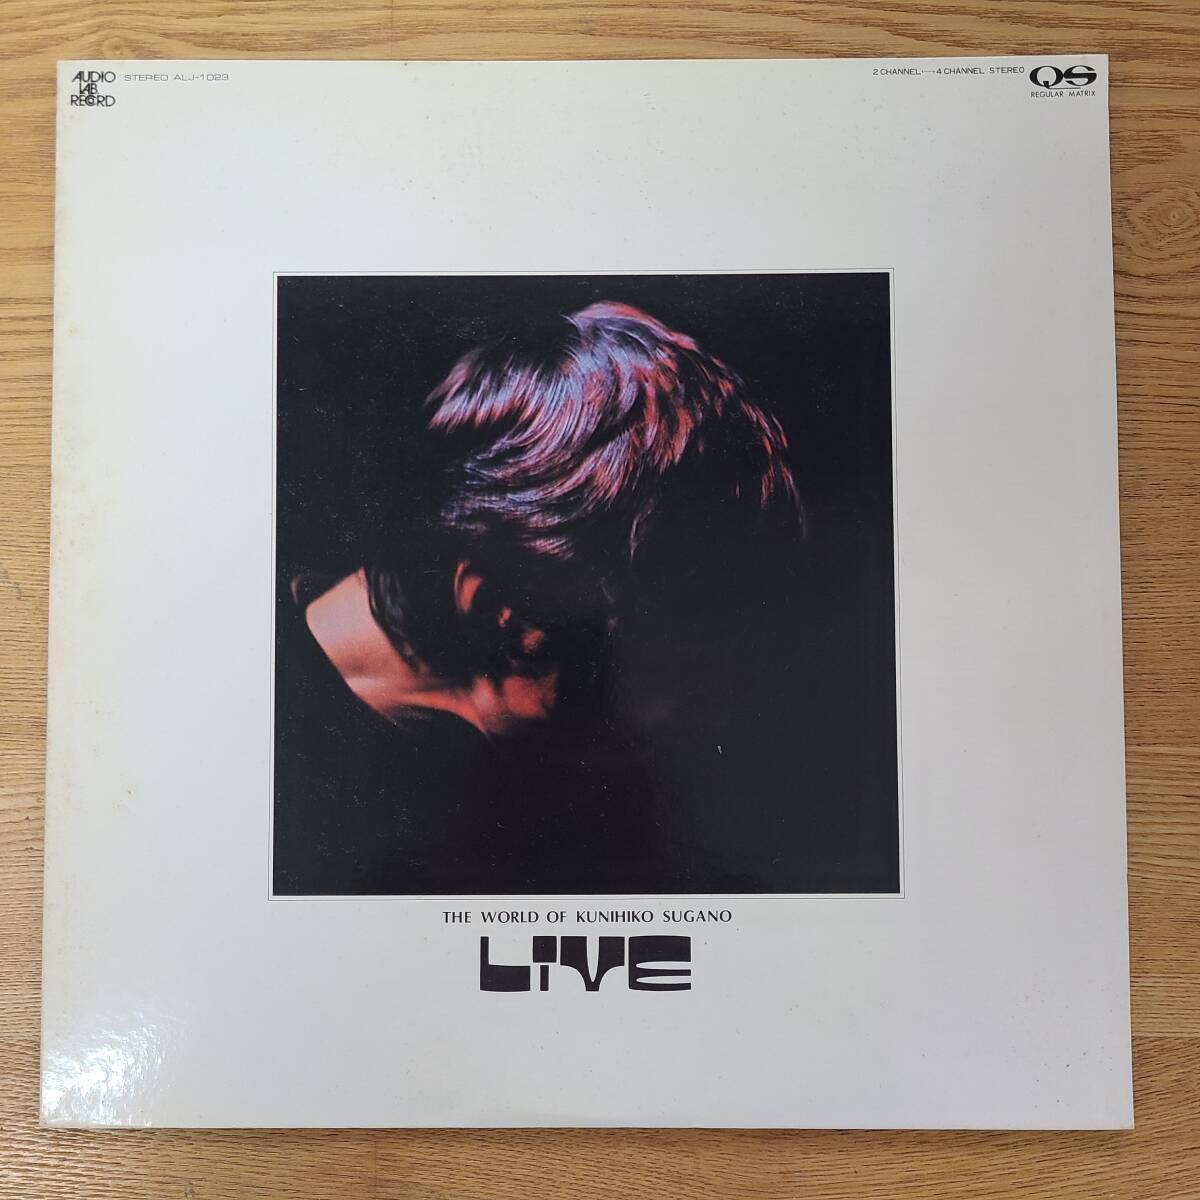 AUDIO
LAB.
RECORD
STEREO ALJ-1023
2 CHANNEL←→4 CHANNEL STEREO
QS
REGULAR MATRIX
THE WORLD OF KUNIHIKO SUGANO
LiVE